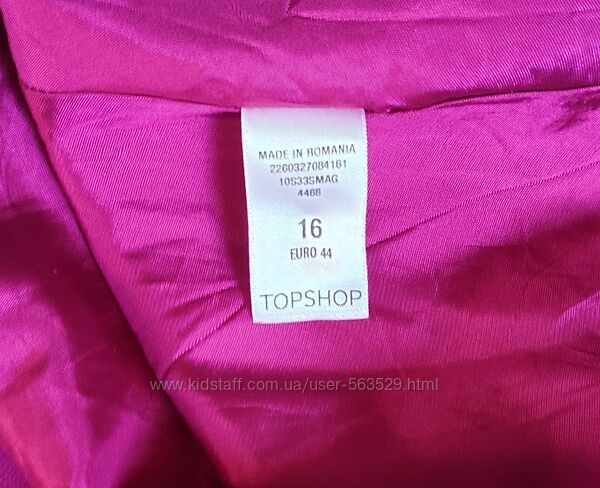 MADE IN ROMANIA
2260327084161
10S33SMAG
4468
16
EURO 44
TOPSHOP
www.kidstaff.com.ua/user-563529.html